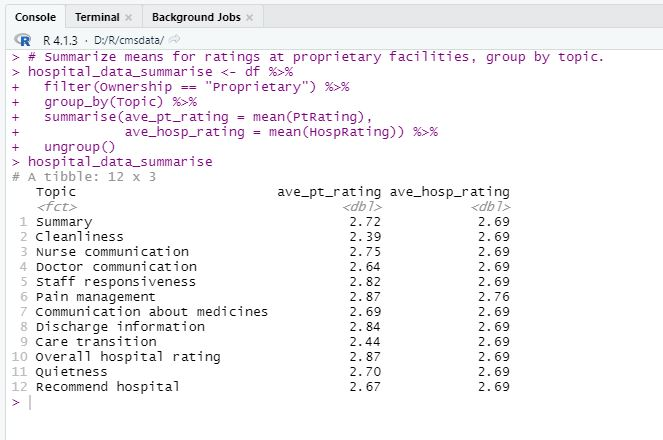 Console Terminal Background Jobs
R R 4.1.3 · D:/R/cmsdata/
> # Summarize means for ratings at proprietary facilities, group by topic.
> hospital_data_summarise <- df %>%
+   filter(Ownership == "Proprietary") %>%
+   group_by(Topic) %>%
+   summarise(ave_pt_rating = mean(PtRating),
+             ave_hosp_rating = mean(HospRating)) %>%
+   ungroup()
> hospital_data_summarise
# A tibble: 12 x 3
   Topic                          ave_pt_rating ave_hosp_rating
   <fct>                                  <dbl>           <dbl>
 1 Summary                                 2.72            2.69
 2 Cleanliness                             2.39            2.69
 3 Nurse communication                     2.75            2.69
 4 Doctor communication                    2.64            2.69
 5 Staff responsiveness                    2.82            2.69
 6 Pain management                         2.87            2.76
 7 Communication about medicines           2.69            2.69
 8 Discharge information                   2.84            2.69
 9 Care transition                         2.44            2.69
10 Overall hospital rating                 2.87            2.69
11 Quietness                               2.70            2.69
12 Recommend hospital                      2.67            2.69
>